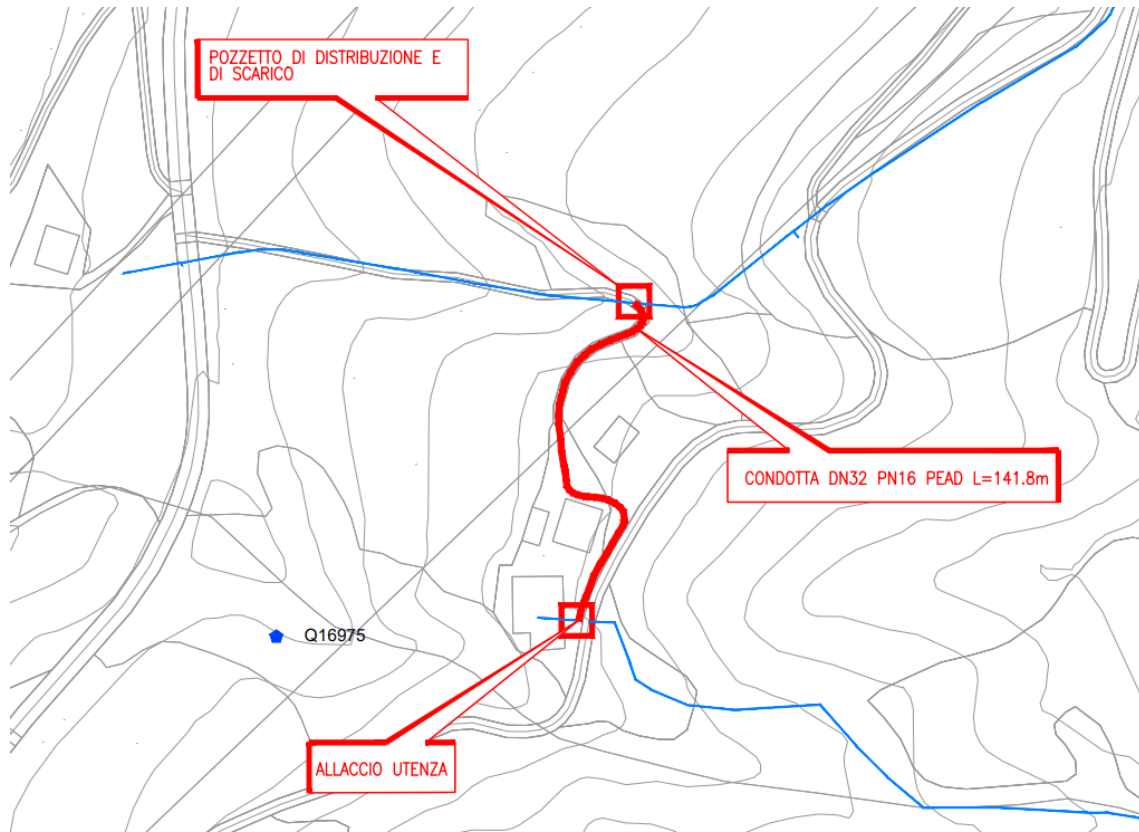 POZZETTO DI DISTRIBUZIONE E
DI SCARICO
CONDOTTA DN32 PN16 PEAD L=141.8m
Q16975
ALLACCIO UTENZA